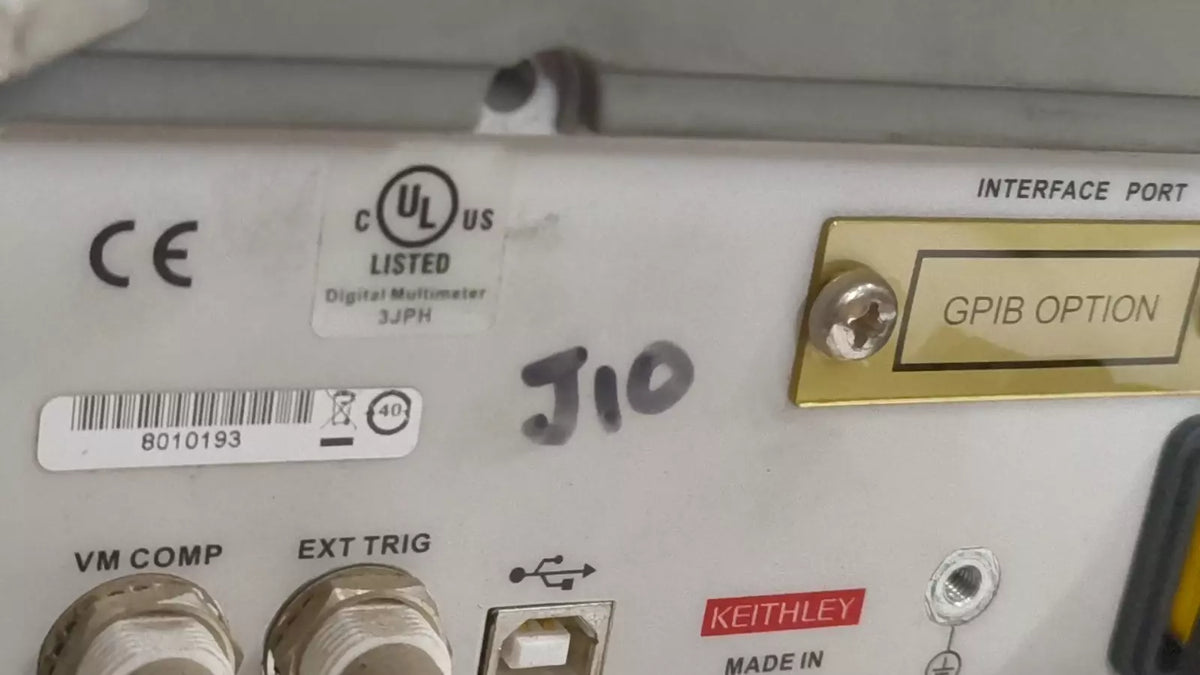 INTERFACE PORT
C UL US
LISTED
Digital Multimeter
3JPH
CE
GPIB OPTION
J10
8010193
40
VM COMP
EXT TRIG
KEITHLEY
MADE IN